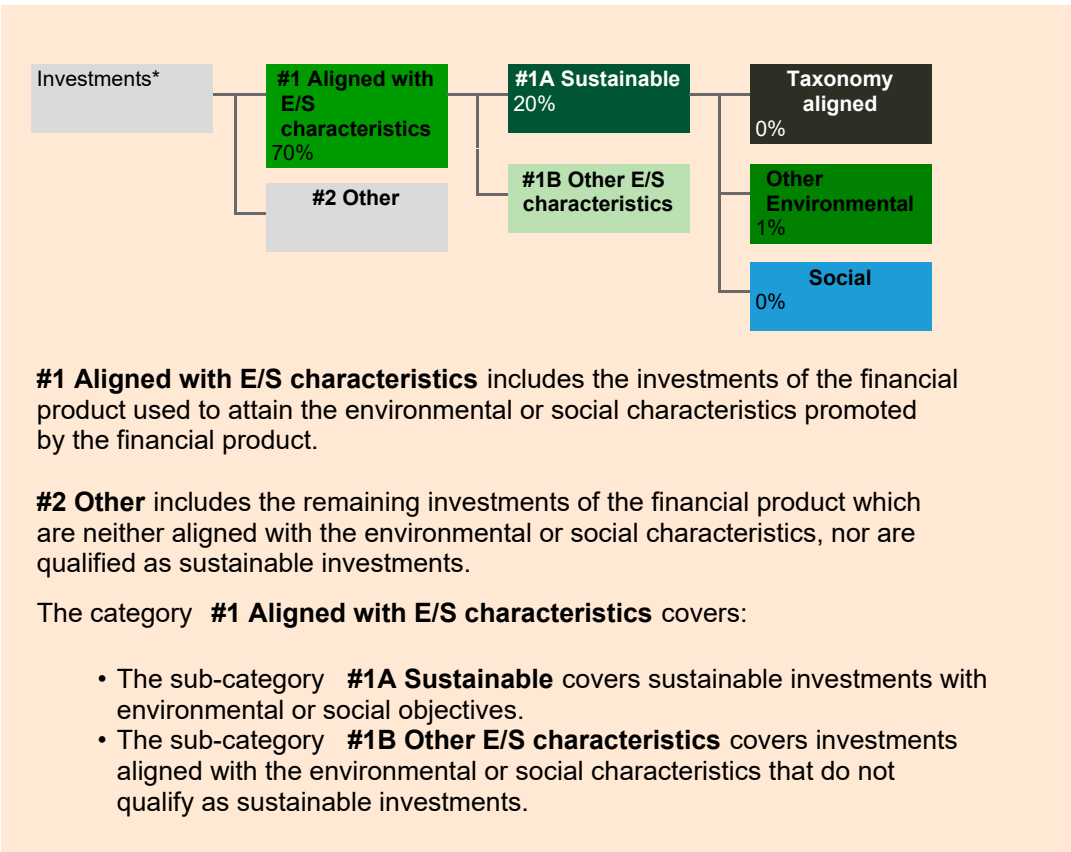 Investments*
#1 Aligned with
E/S
characteristics
70%
#2 Other
#1A Sustainable
20%
#1B Other E/S
characteristics
Taxonomy
aligned
0%
Other
Environmental
1%
Social
0%
#1 Aligned with E/S characteristics includes the investments of the financial
product used to attain the environmental or social characteristics promoted
by the financial product.
#2 Other includes the remaining investments of the financial product which
are neither aligned with the environmental or social characteristics, nor are
qualified as sustainable investments.
The category #1 Aligned with E/S characteristics covers:
• The sub-category #1A Sustainable covers sustainable investments with
environmental or social objectives.
• The sub-category #1B Other E/S characteristics covers investments
aligned with the environmental or social characteristics that do not
qualify as sustainable investments.